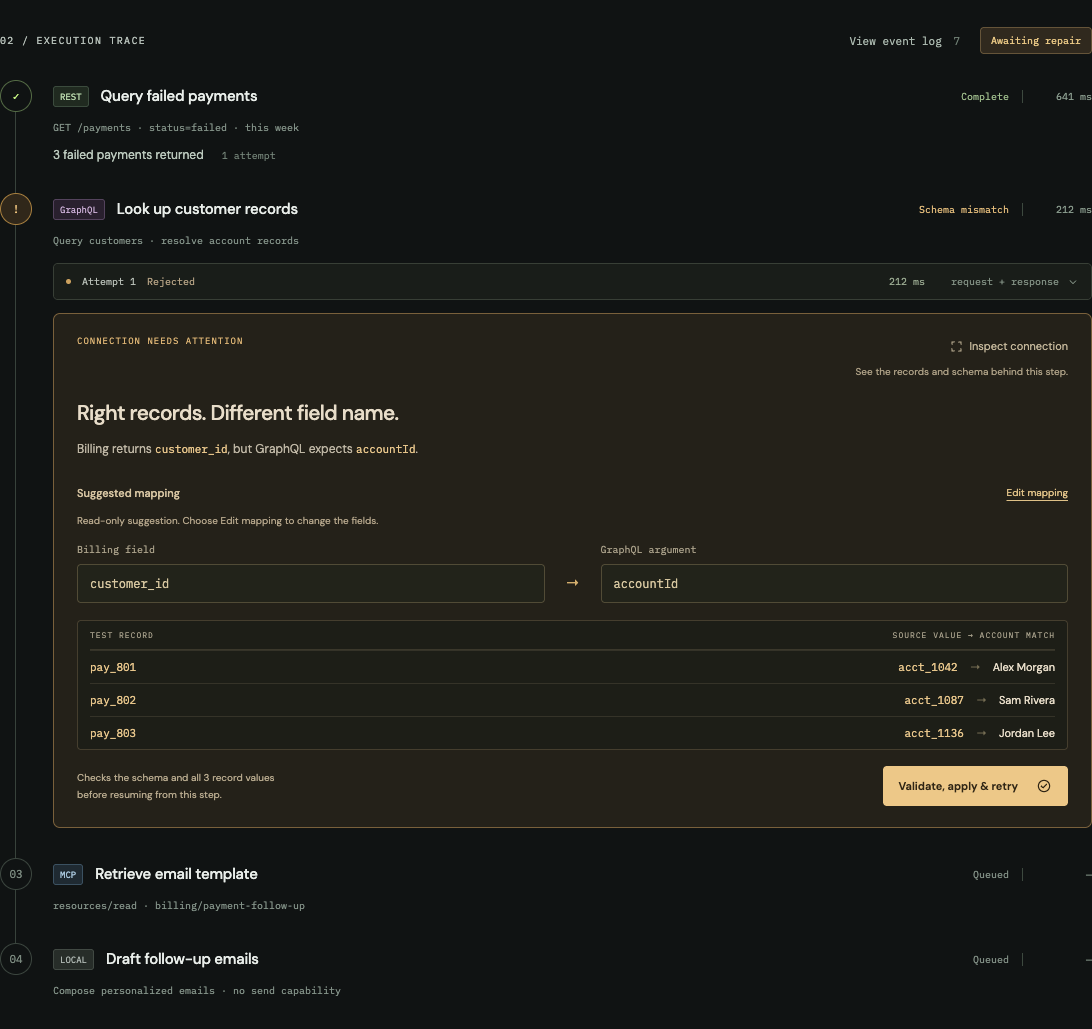 02 / EXECUTION TRACE
View event log 7 Awaiting repair
✓ REST Query failed payments Complete 641 ms
GET /payments · status=failed · this week
3 failed payments returned 1 attempt
! GraphQL Look up customer records Schema mismatch 212 ms
Query customers · resolve account records
Attempt 1 Rejected 212 ms request + response
CONNECTION NEEDS ATTENTION
Inspect connection
See the records and schema behind this step.
Right records. Different field name.
Billing returns customer_id, but GraphQL expects accountId.
Suggested mapping Edit mapping
Read-only suggestion. Choose Edit mapping to change the fields.
Billing field GraphQL argument
customer_id → accountId
TEST RECORD SOURCE VALUE → ACCOUNT MATCH
pay_801 acct_1042 → Alex Morgan
pay_802 acct_1087 → Sam Rivera
pay_803 acct_1136 → Jordan Lee
Checks the schema and all 3 record values
before resuming from this step.
Validate, apply & retry
03 MCP Retrieve email template Queued —
resources/read · billing/payment-follow-up
04 LOCAL Draft follow-up emails Queued —
Compose personalized emails · no send capability